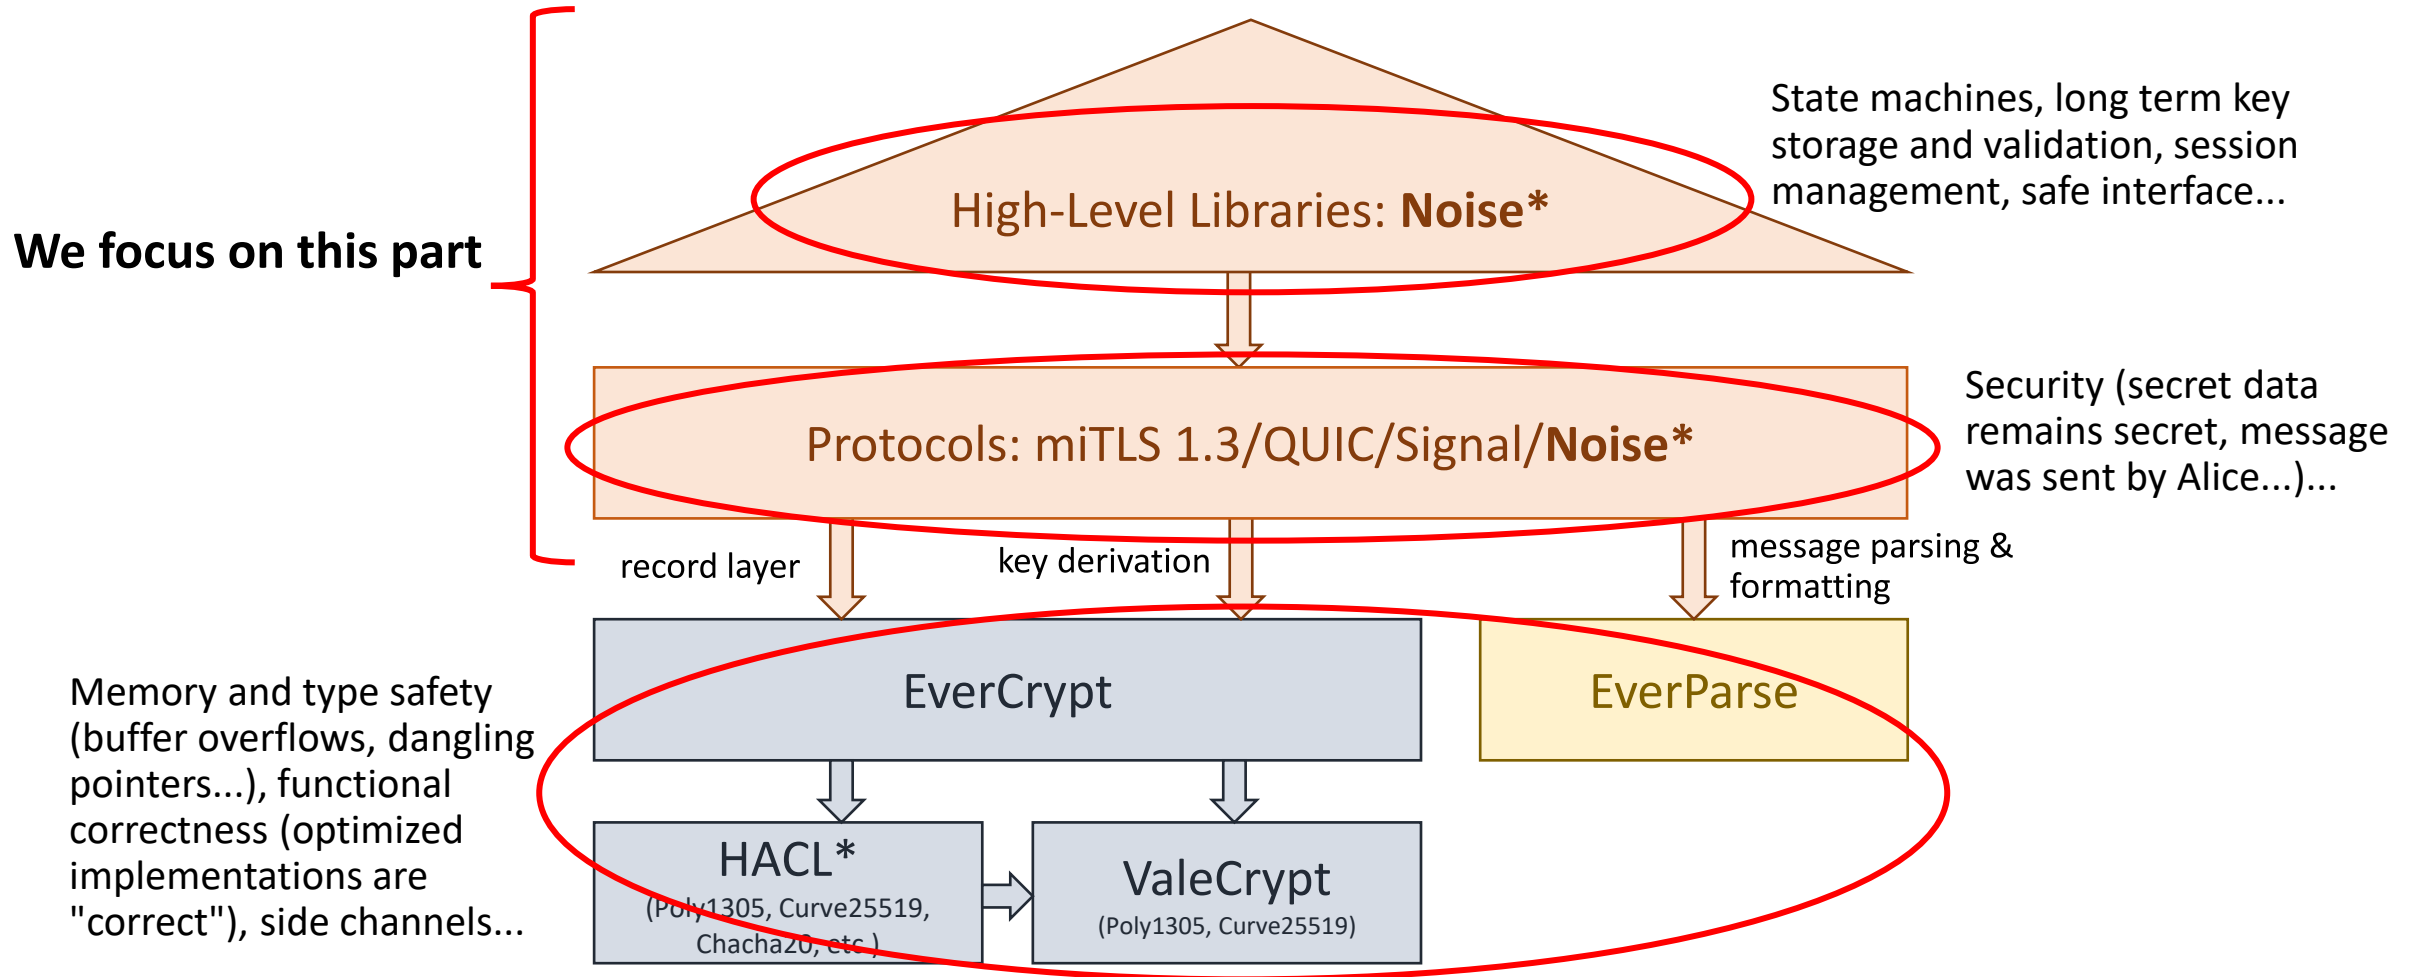 State machines, long term key
storage and validation, session
management, safe interface...
High-Level Libraries: Noise*
We focus on this part
Security (secret data
remains secret, message
was sent by Alice...)...
Protocols: miTLS 1.3/QUIC/Signal/Noise*
record layer
key derivation
message parsing &
formatting
EverCrypt
EverParse
Memory and type safety
(buffer overflows, dangling
pointers...), functional
correctness (optimized
implementations are
"correct"), side channels...
HACL*
(Poly1305, Curve25519,
Chacha20, etc.)
ValeCrypt
(Poly1305, Curve25519)